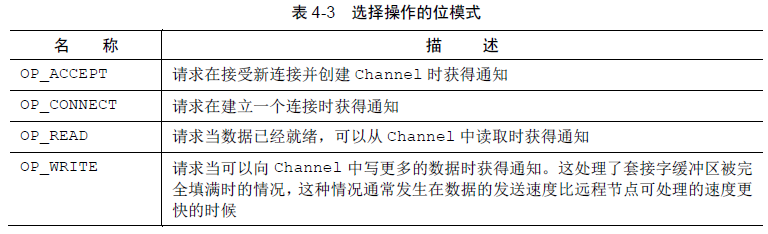 表 4-3 选择操作的位模式
名 称 描 述
OP_ACCEPT 请求在接受新连接并创建 Channel 时获得通知
OP_CONNECT 请求在建立一个连接时获得通知
OP_READ 请求当数据已经就绪，可以从 Channel 中读取时获得通知
OP_WRITE 请求当可以向 Channel 中写更多的数据时获得通知。这处理了套接字缓冲区被完
全填满时的情况，这种情况通常发生在数据的发送速度比远程节点可处理的速度更
快的时候